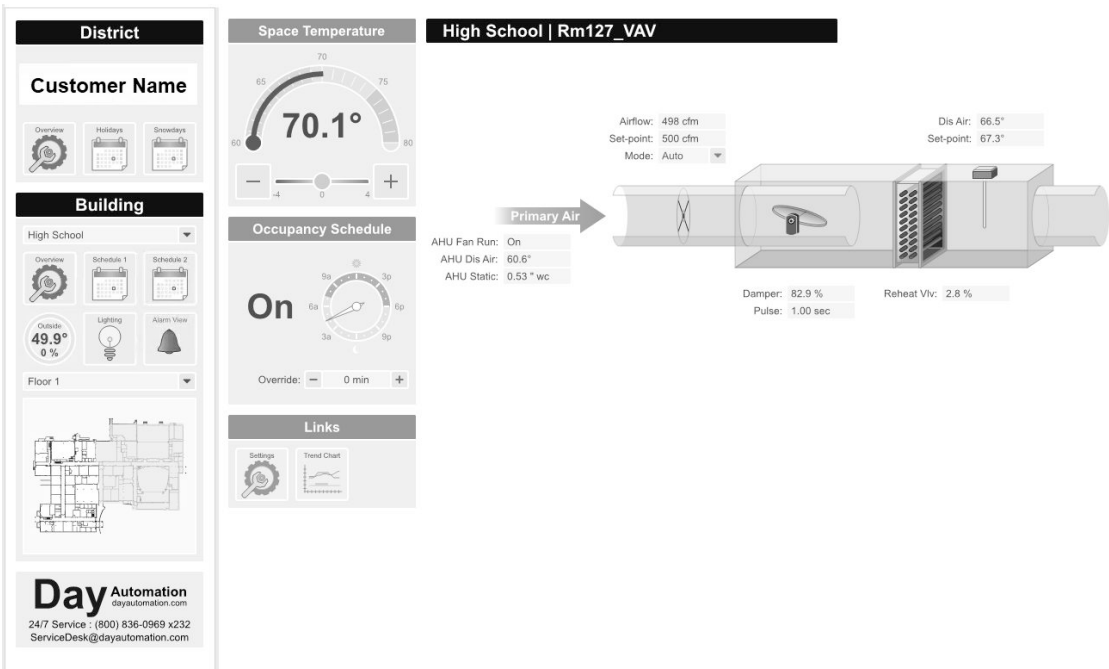 District
Customer Name
Overview
Holidays
Snowdays
Building
High School
Overview
Schedule 1
Schedule 2
Outside
49.9°
0 %
Lighting
Alarm View
Floor 1
Day Automation
dayautomation.com
24/7 Service : (800) 836-0969 x232
ServiceDesk@dayautomation.com
Space Temperature
70
65
75
60
80
70.1°
-4
0
4
Occupancy Schedule
On
9a
3p
6a
6p
3a
9p
Override: − 0 min +
Links
Settings
Trend Chart
High School | Rm127_VAV
Airflow: 498 cfm
Set-point: 500 cfm
Mode: Auto
Dis Air: 66.5°
Set-point: 67.3°
Primary Air
AHU Fan Run: On
AHU Dis Air: 60.6°
AHU Static: 0.53 " wc
Damper: 82.9 %
Pulse: 1.00 sec
Reheat Vlv: 2.8 %